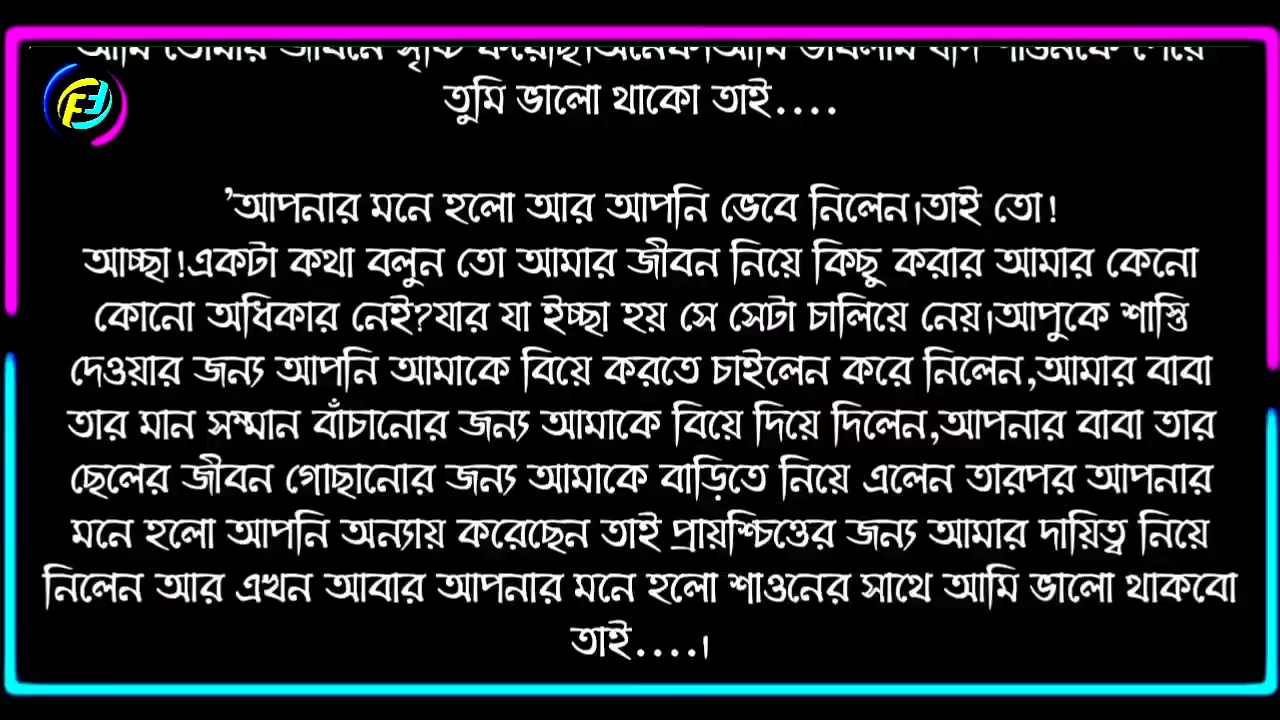 তুমি ভালো থাকো তাই....
’আপনার মনে হলো আর আপনি ভেবে নিলেন।তাই তো!
আচ্ছা!একটা কথা বলুন তো আমার জীবন নিয়ে কিছু করার আমার কেনো
কোনো অধিকার নেই?যার যা ইচ্ছা হয় সে সেটা চালিয়ে নেয়।আপুকে শাস্তি
দেওয়ার জন্য আপনি আমাকে বিয়ে করতে চাইলেন করে নিলেন,আমার বাবা
তার মান সম্মান বাঁচানোর জন্য আমাকে বিয়ে দিয়ে দিলেন,আপনার বাবা তার
ছেলের জীবন গোছানোর জন্য আমাকে বাড়িতে নিয়ে এলেন তারপর আপনার
মনে হলো আপনি অন্যায় করেছেন তাই প্রায়শ্চিত্তের জন্য আমার দায়িত্ব নিয়ে
নিলেন আর এখন আবার আপনার মনে হলো শাওনের সাথে আমি ভালো থাকবো
তাই....।